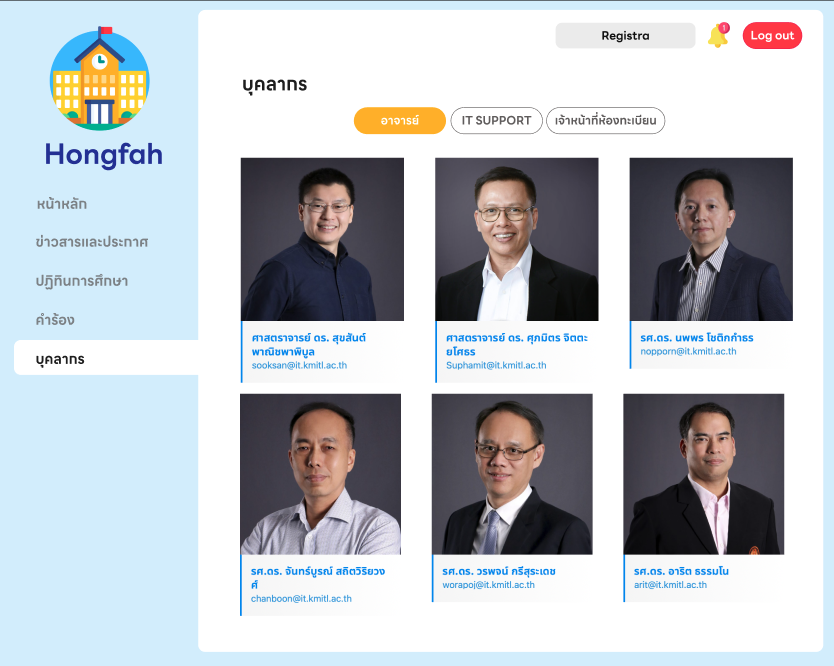 Registra
1
Log out
Hongfah
หน้าหลัก
ข่าวสารและประกาศ
ปฏิทินการศึกษา
คำร้อง
บุคลากร
บุคลากร
อาจารย์
IT SUPPORT
เจ้าหน้าที่ห้องทะเบียน
ศาสตราจารย์ ดร. สุขสันต์
พาณิชพาพิบูล
sooksan@it.kmitl.ac.th
ศาสตราจารย์ ดร. ศุภมิตร จิตตะ
ยโศธร
Suphamit@it.kmitl.ac.th
รศ.ดร. นพพร โชติกกำธร
nopporn@it.kmitl.ac.th
รศ.ดร. จันทร์บูรณ์ สถิตวิริยวง
ศ์
chanboon@it.kmitl.ac.th
รศ.ดร. วรพจน์ กรีสุระเดช
worapoj@it.kmitl.ac.th
รศ.ดร. อาริต ธรรมโน
arit@it.kmitl.ac.th